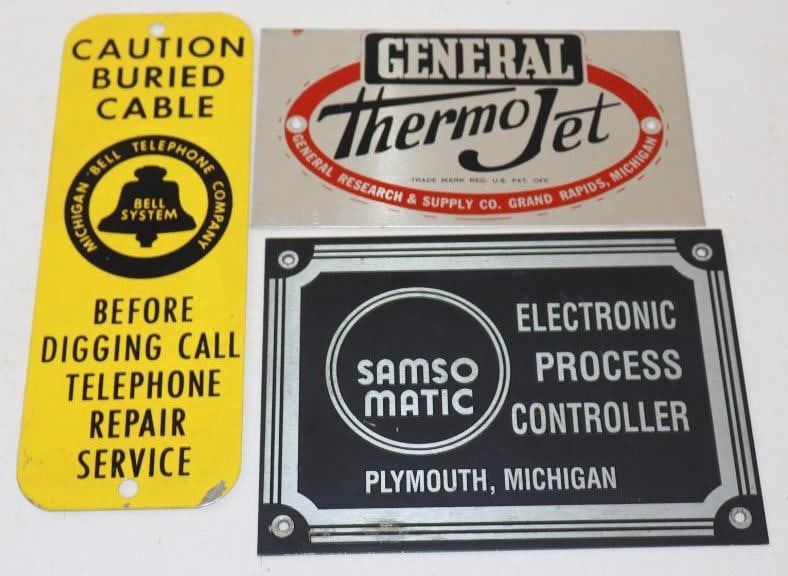 CAUTION
BURIED
CABLE
MICHIGAN BELL TELEPHONE COMPANY
BELL
SYSTEM
BEFORE
DIGGING CALL
TELEPHONE
REPAIR
SERVICE
GENERAL
ThermoJet
TRADE MARK REG. U.S. PAT. OFF.
GENERAL RESEARCH & SUPPLY CO. GRAND RAPIDS, MICHIGAN
SAMSO
MATIC
ELECTRONIC
PROCESS
CONTROLLER
PLYMOUTH, MICHIGAN